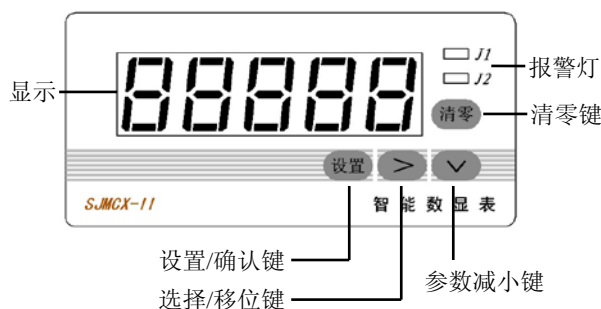 88888
J1
J2
报警灯
显示
清零
清零键
设置 > ∨
SJMCX-II
智能数显表
设置/确认键
选择/移位键
参数减小键